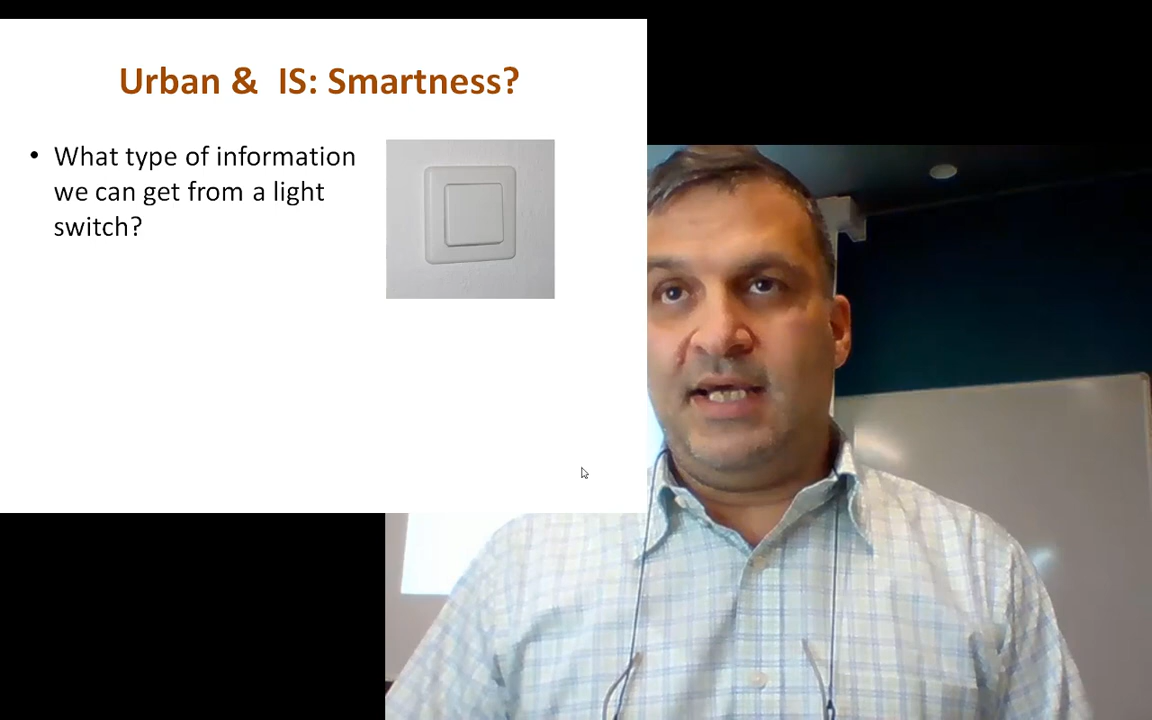 Urban &  IS: Smartness?
• What type of information
we can get from a light
switch?